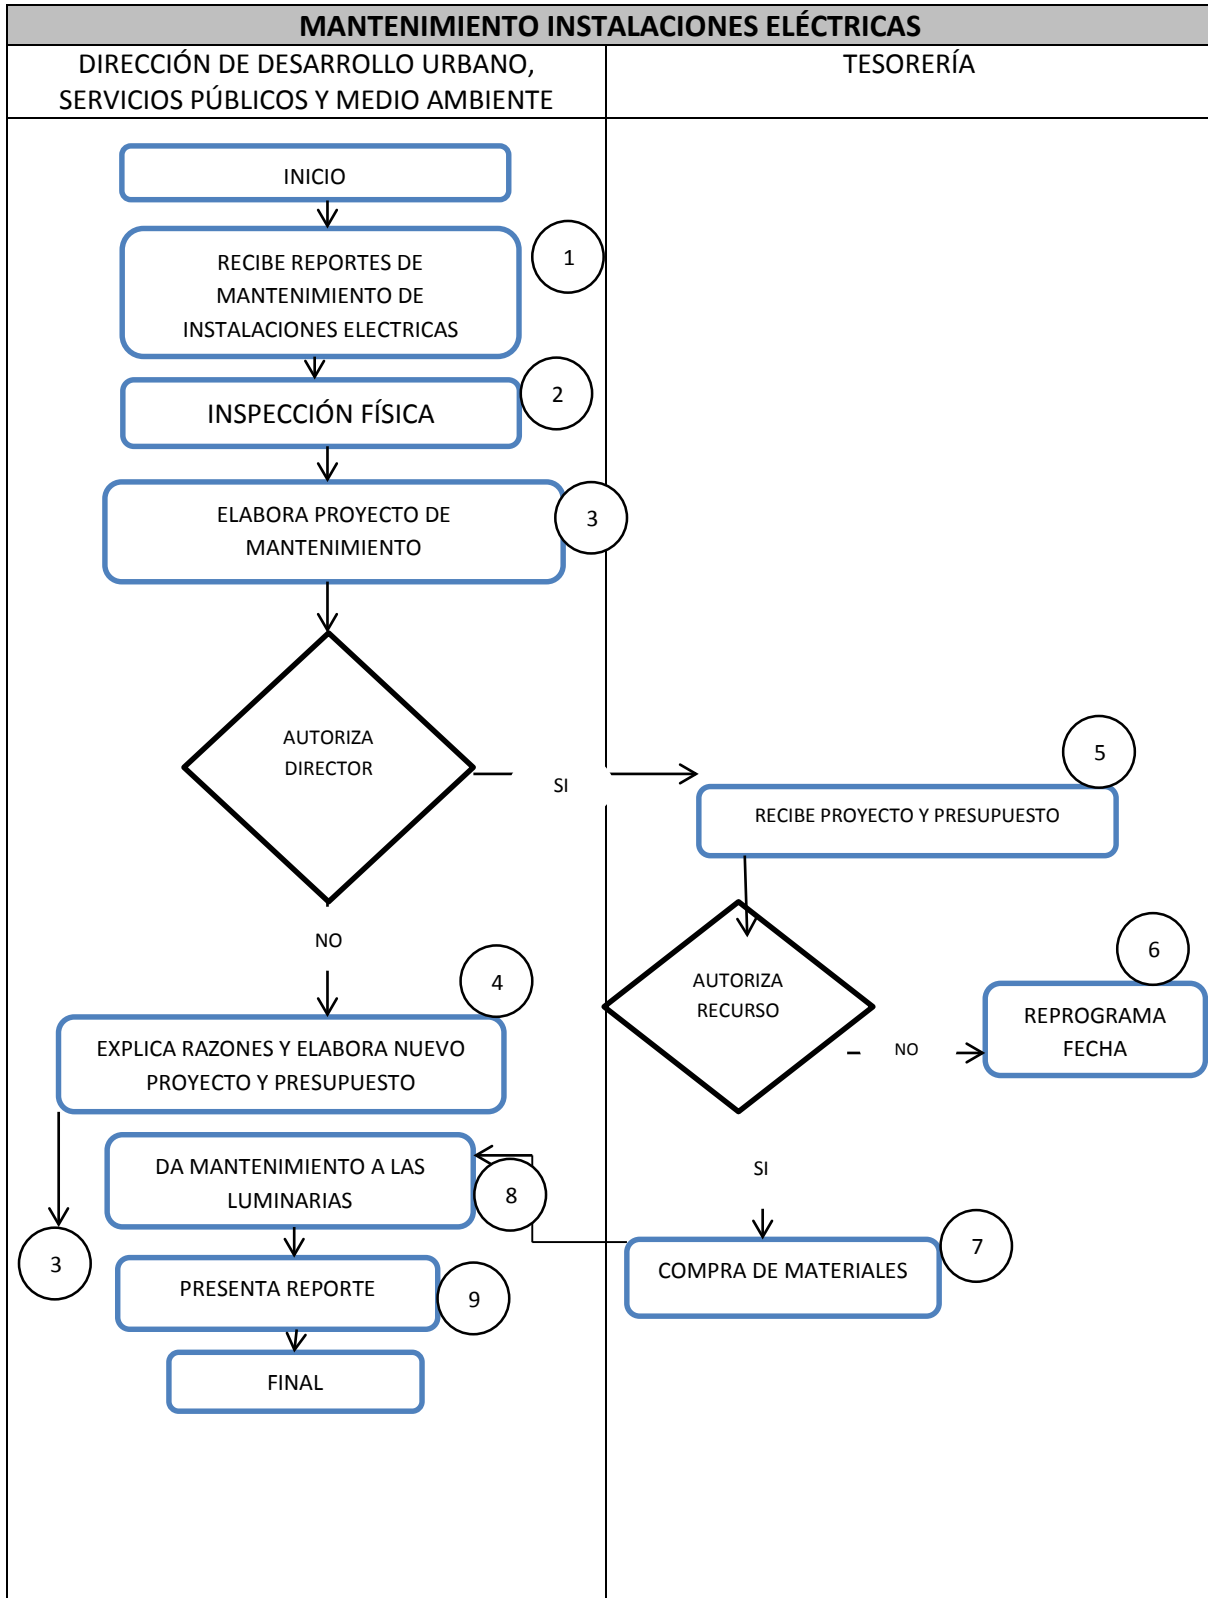 MANTENIMIENTO INSTALACIONES ELÉCTRICAS
DIRECCIÓN DE DESARROLLO URBANO,
SERVICIOS PÚBLICOS Y MEDIO AMBIENTE
TESORERÍA
INICIO
1
RECIBE REPORTES DE
MANTENIMIENTO DE
INSTALACIONES ELECTRICAS
2
INSPECCIÓN FÍSICA
3
ELABORA PROYECTO DE
MANTENIMIENTO
AUTORIZA
DIRECTOR
SI
5
RECIBE PROYECTO Y PRESUPUESTO
NO
4
EXPLICA RAZONES Y ELABORA NUEVO
PROYECTO Y PRESUPUESTO
AUTORIZA
RECURSO
NO
6
REPROGRAMA
FECHA
SI
7
COMPRA DE MATERIALES
DA MANTENIMIENTO A LAS
LUMINARIAS
8
3
PRESENTA REPORTE
9
FINAL